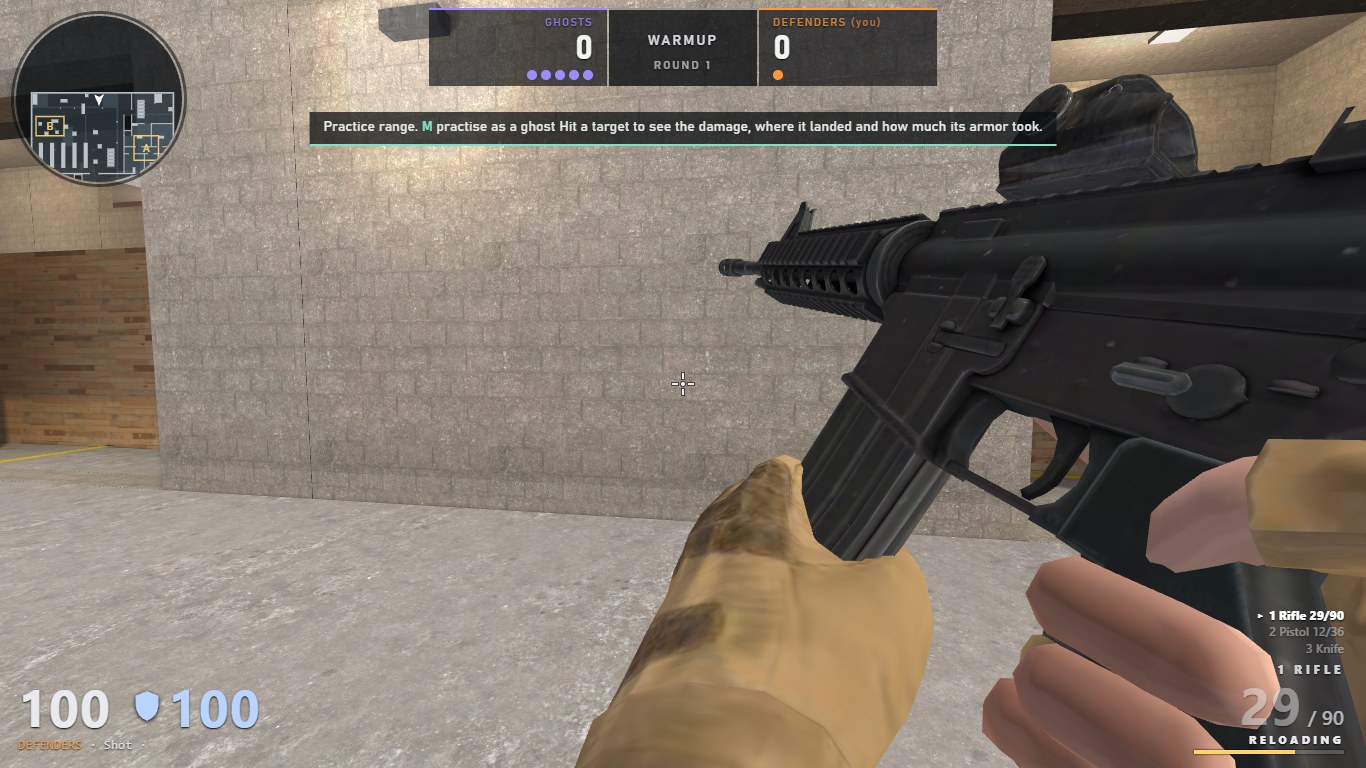 GHOSTS
0
WARMUP
ROUND 1
DEFENDERS (you)
0
Practice range. M practise as a ghost Hit a target to see the damage, where it landed and how much its armor took.
B
A
1 Rifle 29/90
2 Pistol 12/36
3 Knife
1 RIFLE
29 / 90
RELOADING
100 100
DEFENDERS · Shot ·